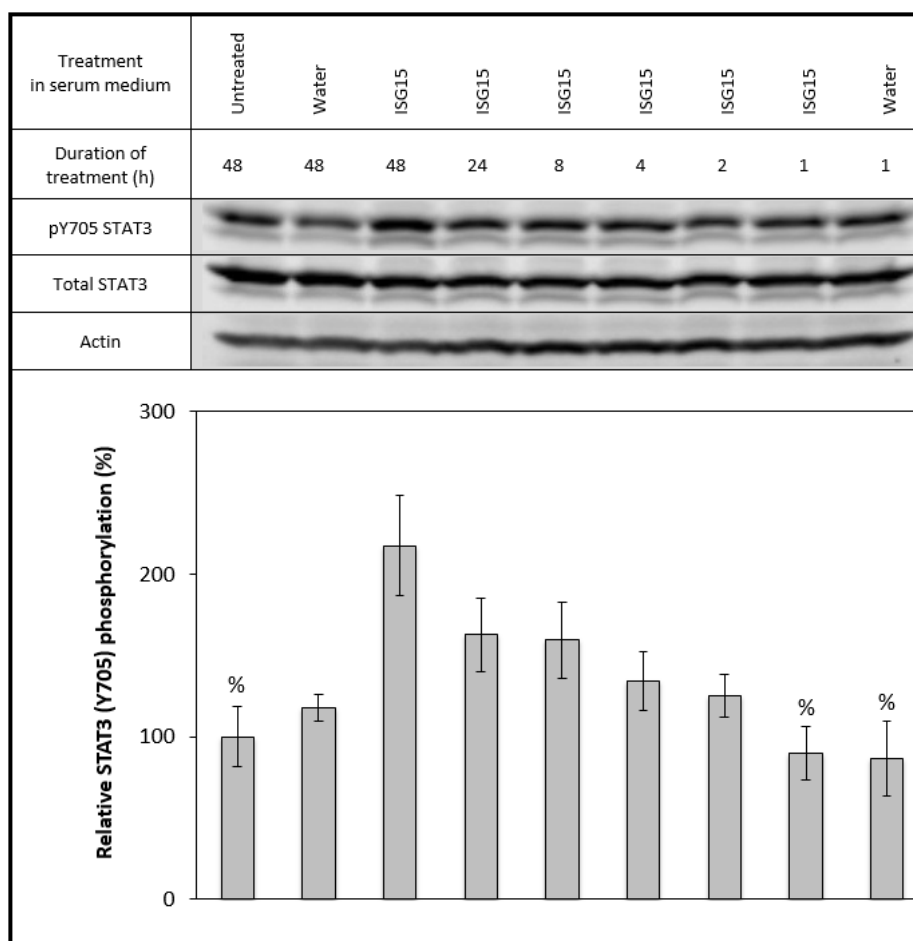 Treatment
in serum medium
Untreated
Water
ISG15
ISG15
ISG15
ISG15
ISG15
ISG15
Water
Duration of
treatment (h)
48 48 48 24 8 4 2 1 1
pY705 STAT3
Total STAT3
Actin
Relative STAT3 (Y705) phosphorylation (%)
300
200
100
0
% % %